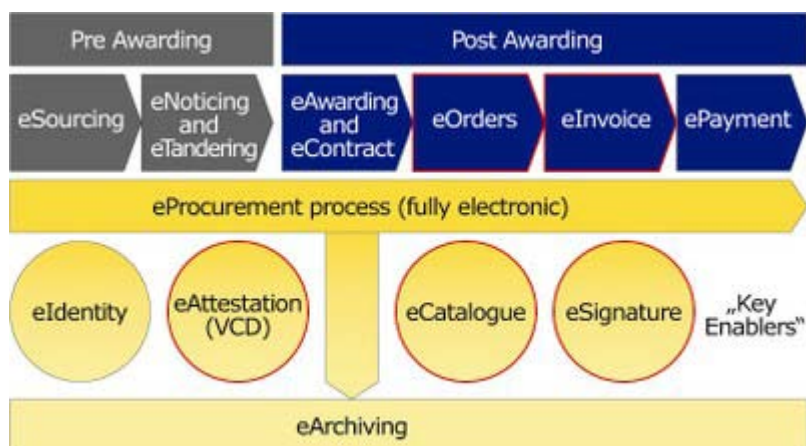 Pre Awarding
Post Awarding
eSourcing
eNoticing
and
eTandering
eAwarding
and
eContract
eOrders
eInvoice
ePayment
eProcurement process (fully electronic)
eIdentity
eAttestation
(VCD)
eCatalogue
eSignature
„Key
Enablers“
eArchiving